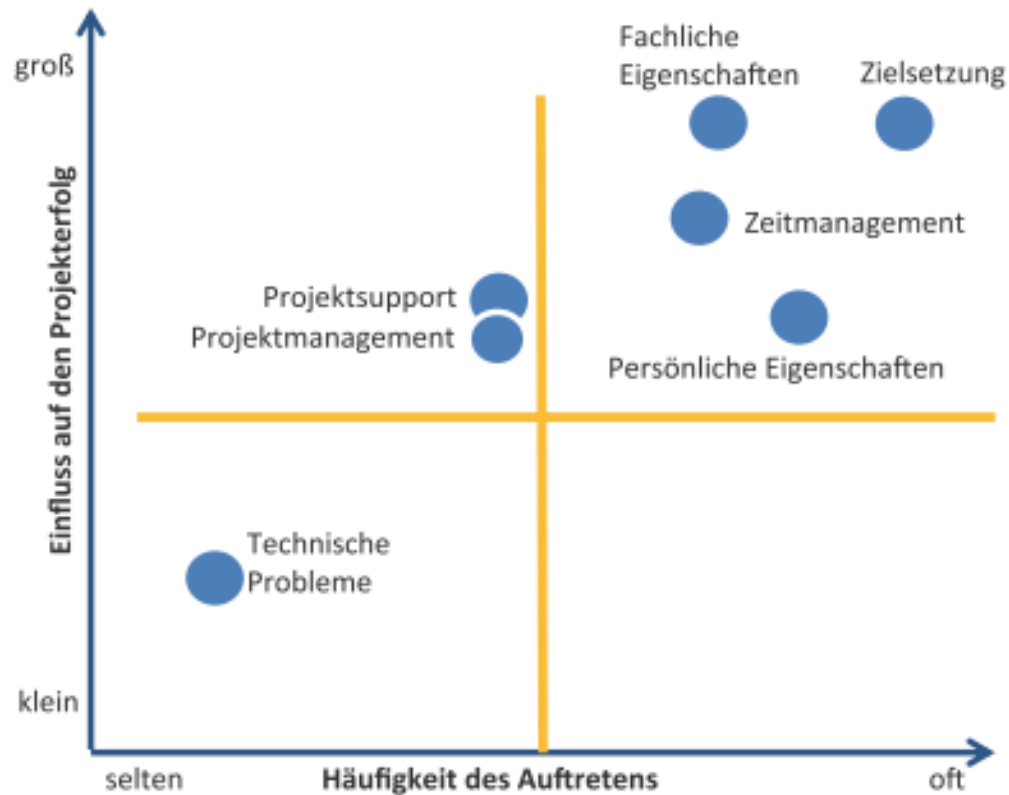 Fachliche
Eigenschaften
Zielsetzung
groß
Zeitmanagement
Einfluss auf den Projekterfolg
Projektsupport
Projektmanagement
Persönliche Eigenschaften
Technische
Probleme
klein
selten
Häufigkeit des Auftretens
oft